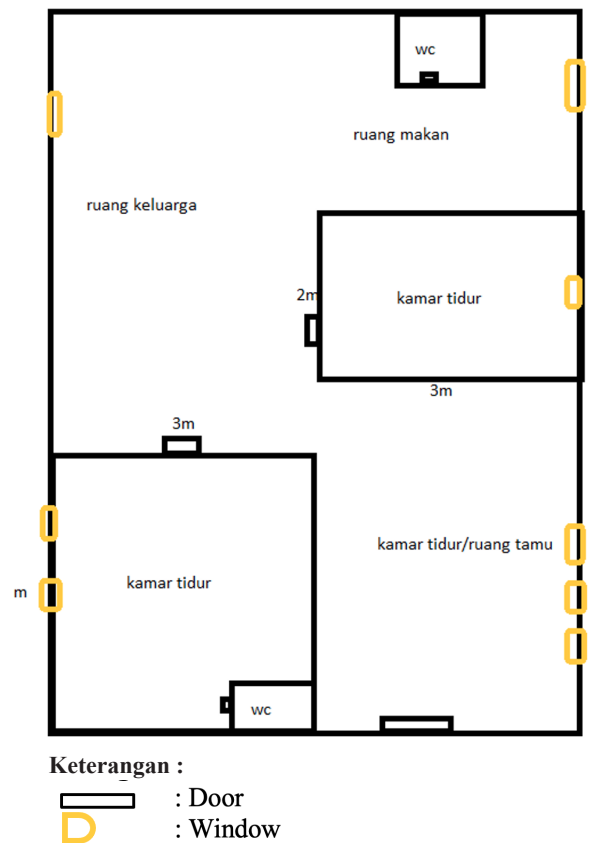 wc
ruang makan
ruang keluarga
2m
kamar tidur
3m
3m
kamar tidur/ruang tamu
kamar tidur
m
wc
Keterangan :
: Door
: Window